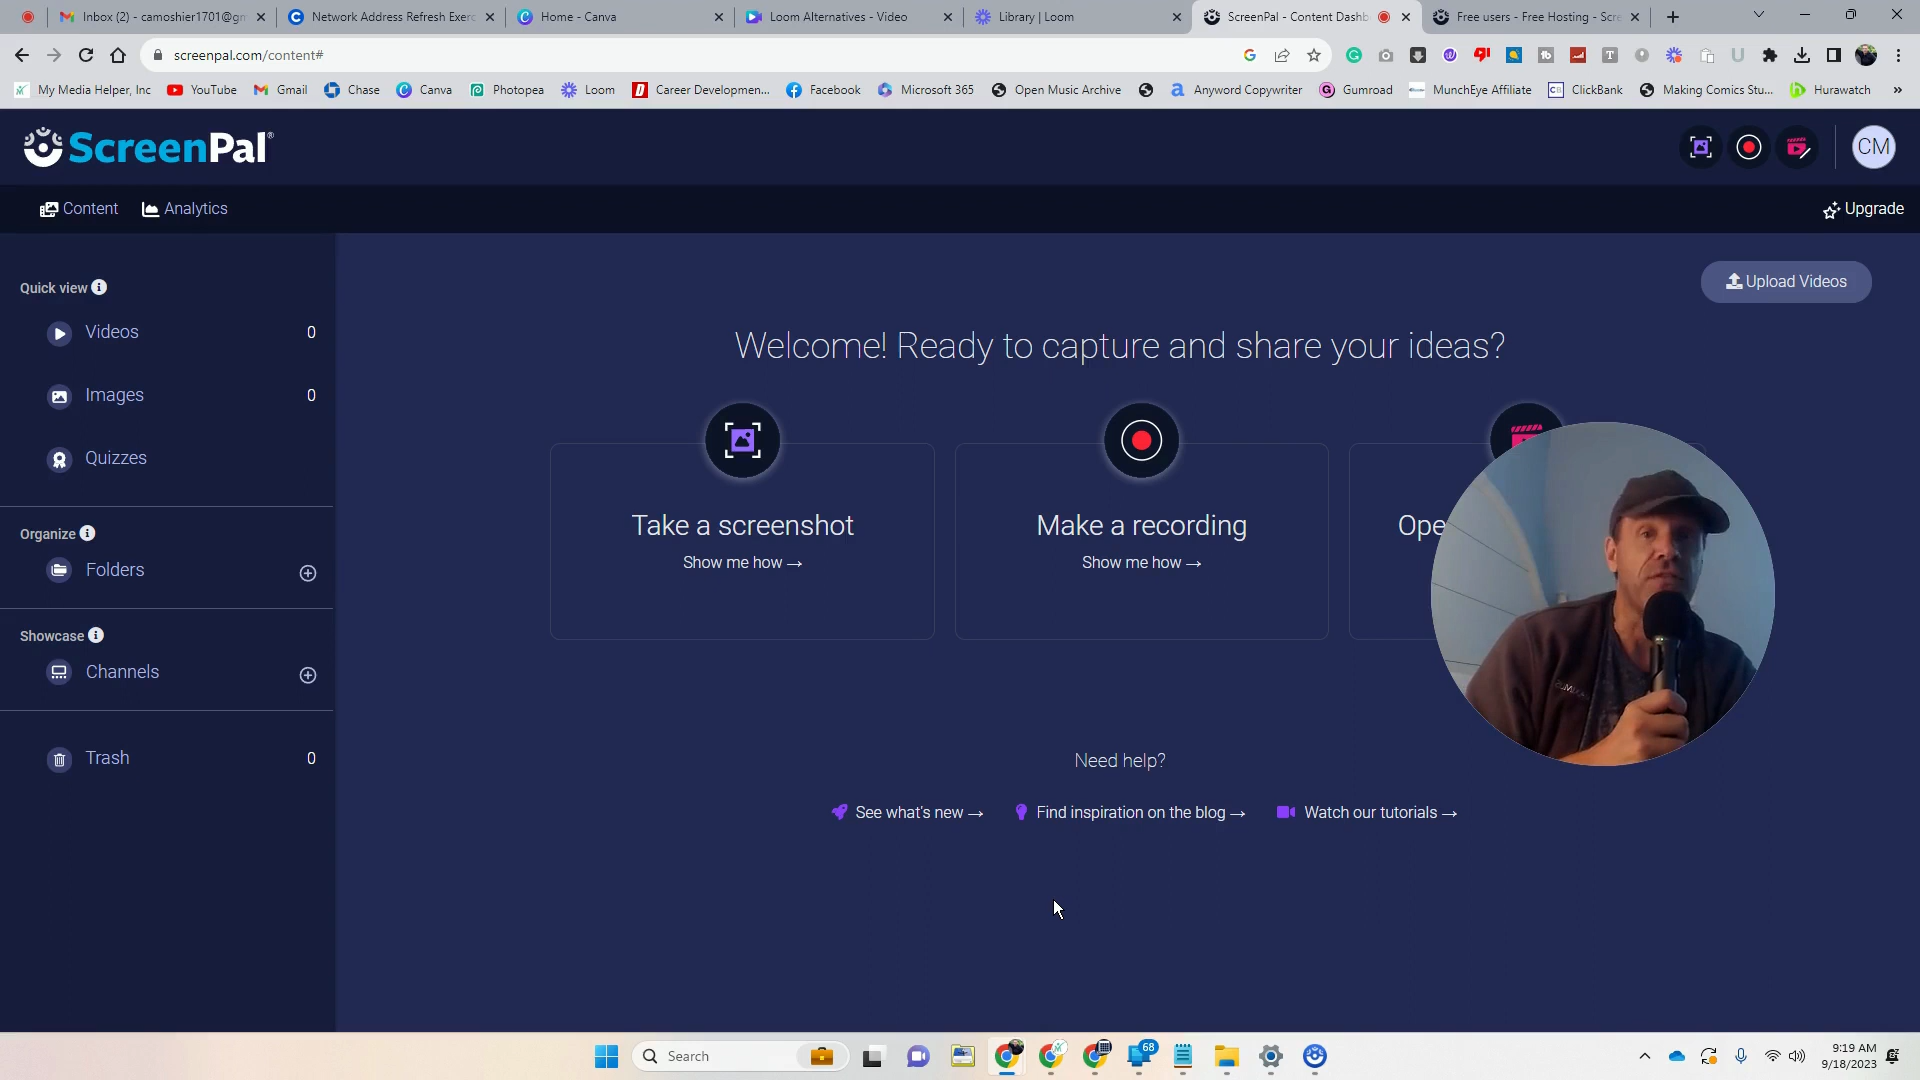 Inbox (2) - camoshier1701@gm
Network Address Refresh Exerc
Home - Canva
Loom Alternatives - Video
Library | Loom
ScreenPal - Content Dashb
Free users - Free Hosting - Scre
screenpal.com/content#
My Media Helper, Inc
YouTube
Gmail
Chase
Canva
Photopea
Loom
Career Developmen...
Facebook
Microsoft 365
Open Music Archive
Anyword Copywriter
Gumroad
MunchEye Affiliate
ClickBank
Making Comics Stu...
Hurawatch
»
ScreenPal®
CM
Content
Analytics
Upgrade
Quick view
Upload Videos
Videos 0
Images 0
Quizzes
Organize
Folders
Showcase
Channels
Trash 0
Welcome! Ready to capture and share your ideas?
Take a screenshot
Show me how →
Make a recording
Show me how →
Ope
Need help?
See what's new →
Find inspiration on the blog →
Watch our tutorials →
Search
68
9:19 AM
9/18/2023